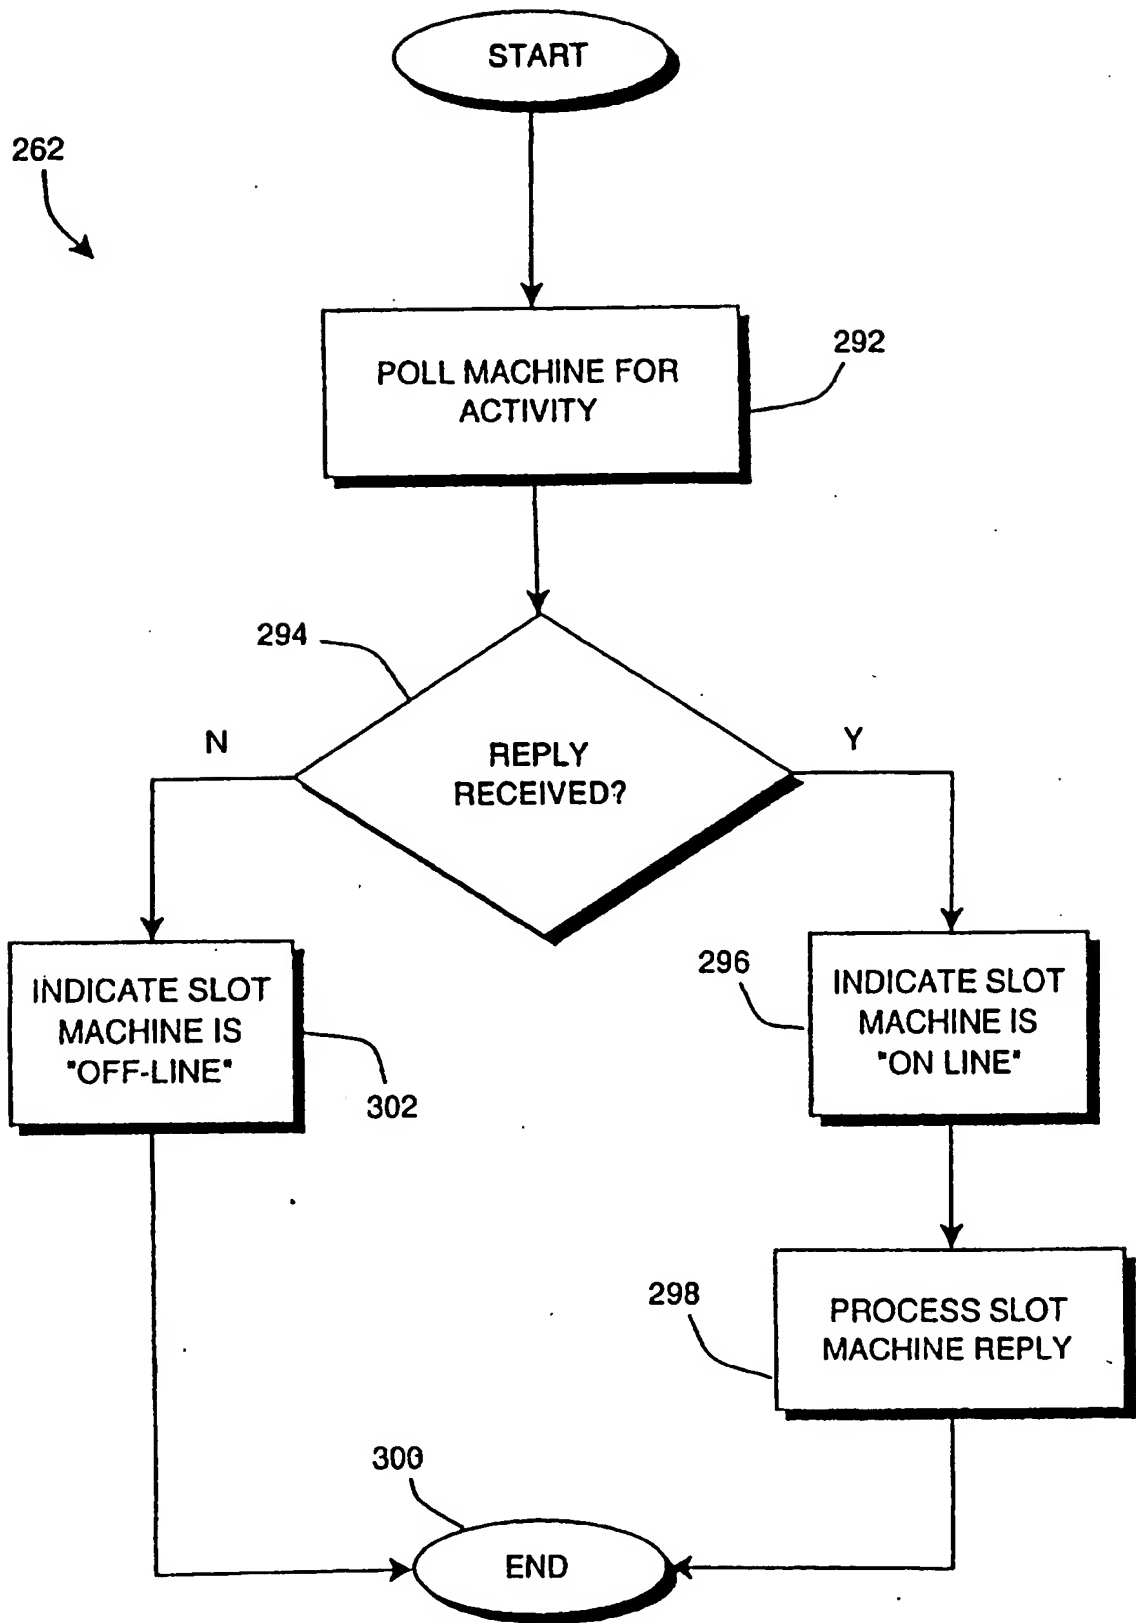 START
262
POLL MACHINE FOR
ACTIVITY
292
294
N
REPLY
RECEIVED?
Y
INDICATE SLOT
MACHINE IS
"OFF-LINE"
302
296
INDICATE SLOT
MACHINE IS
"ON LINE"
298
PROCESS SLOT
MACHINE REPLY
300
END